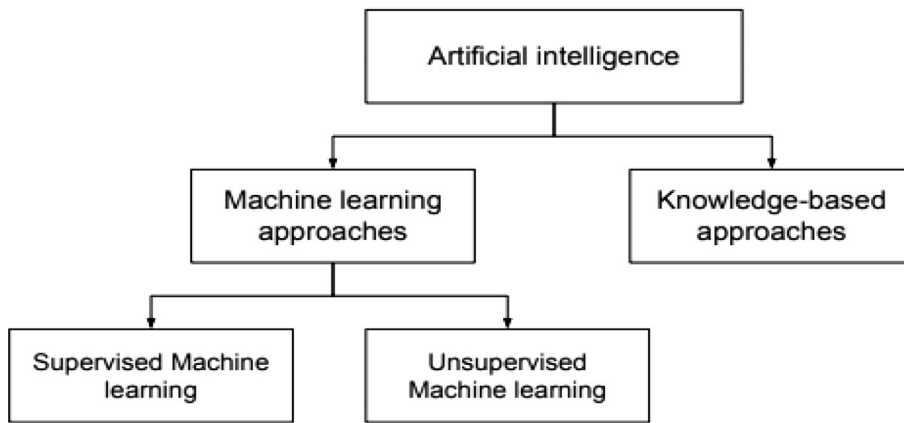 Artificial intelligence
Machine learning
approaches
Knowledge-based
approaches
Supervised Machine
learning
Unsupervised
Machine learning